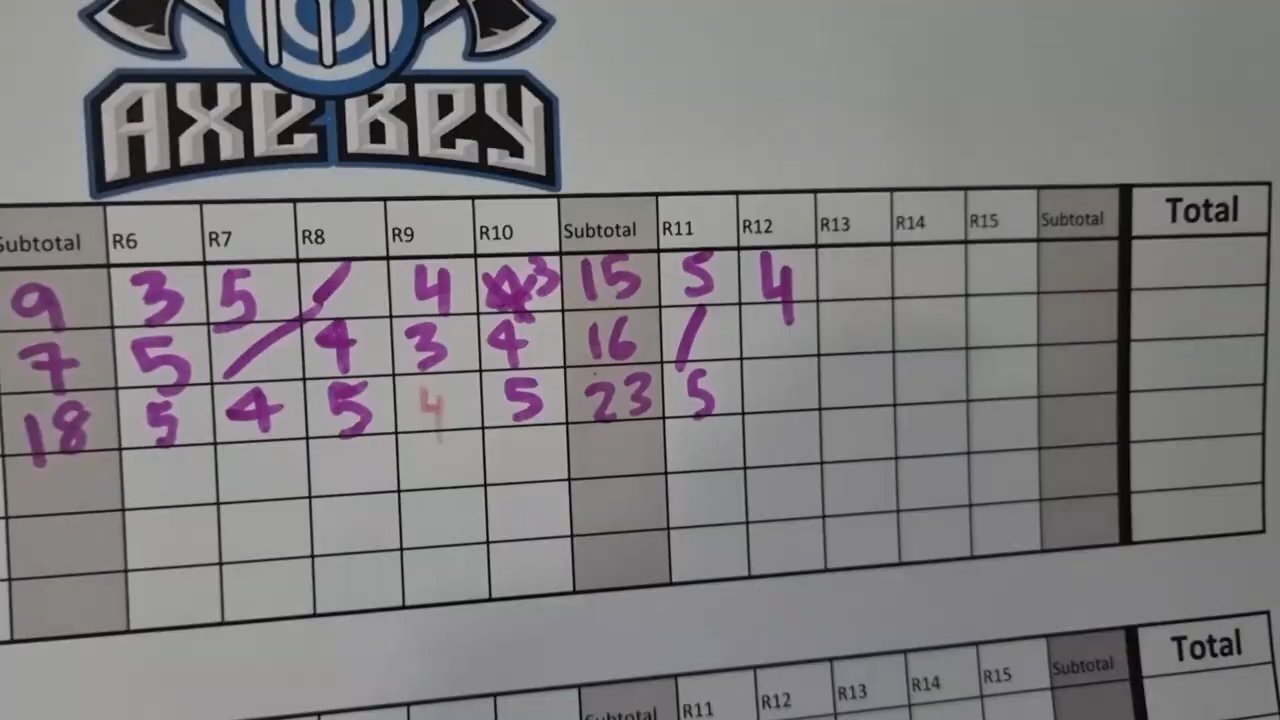 AXE BEY
Subtotal R6 R7 R8 R9 R10 Subtotal R11 R12 R13 R14 R15 Subtotal Total
9 3 5 / 4 3 15 5 4
7 5 / 4 3 4 16 /
18 5 4 5 4 5 23 5
Subtotal R11 R12 R13 R14 R15 Subtotal Total